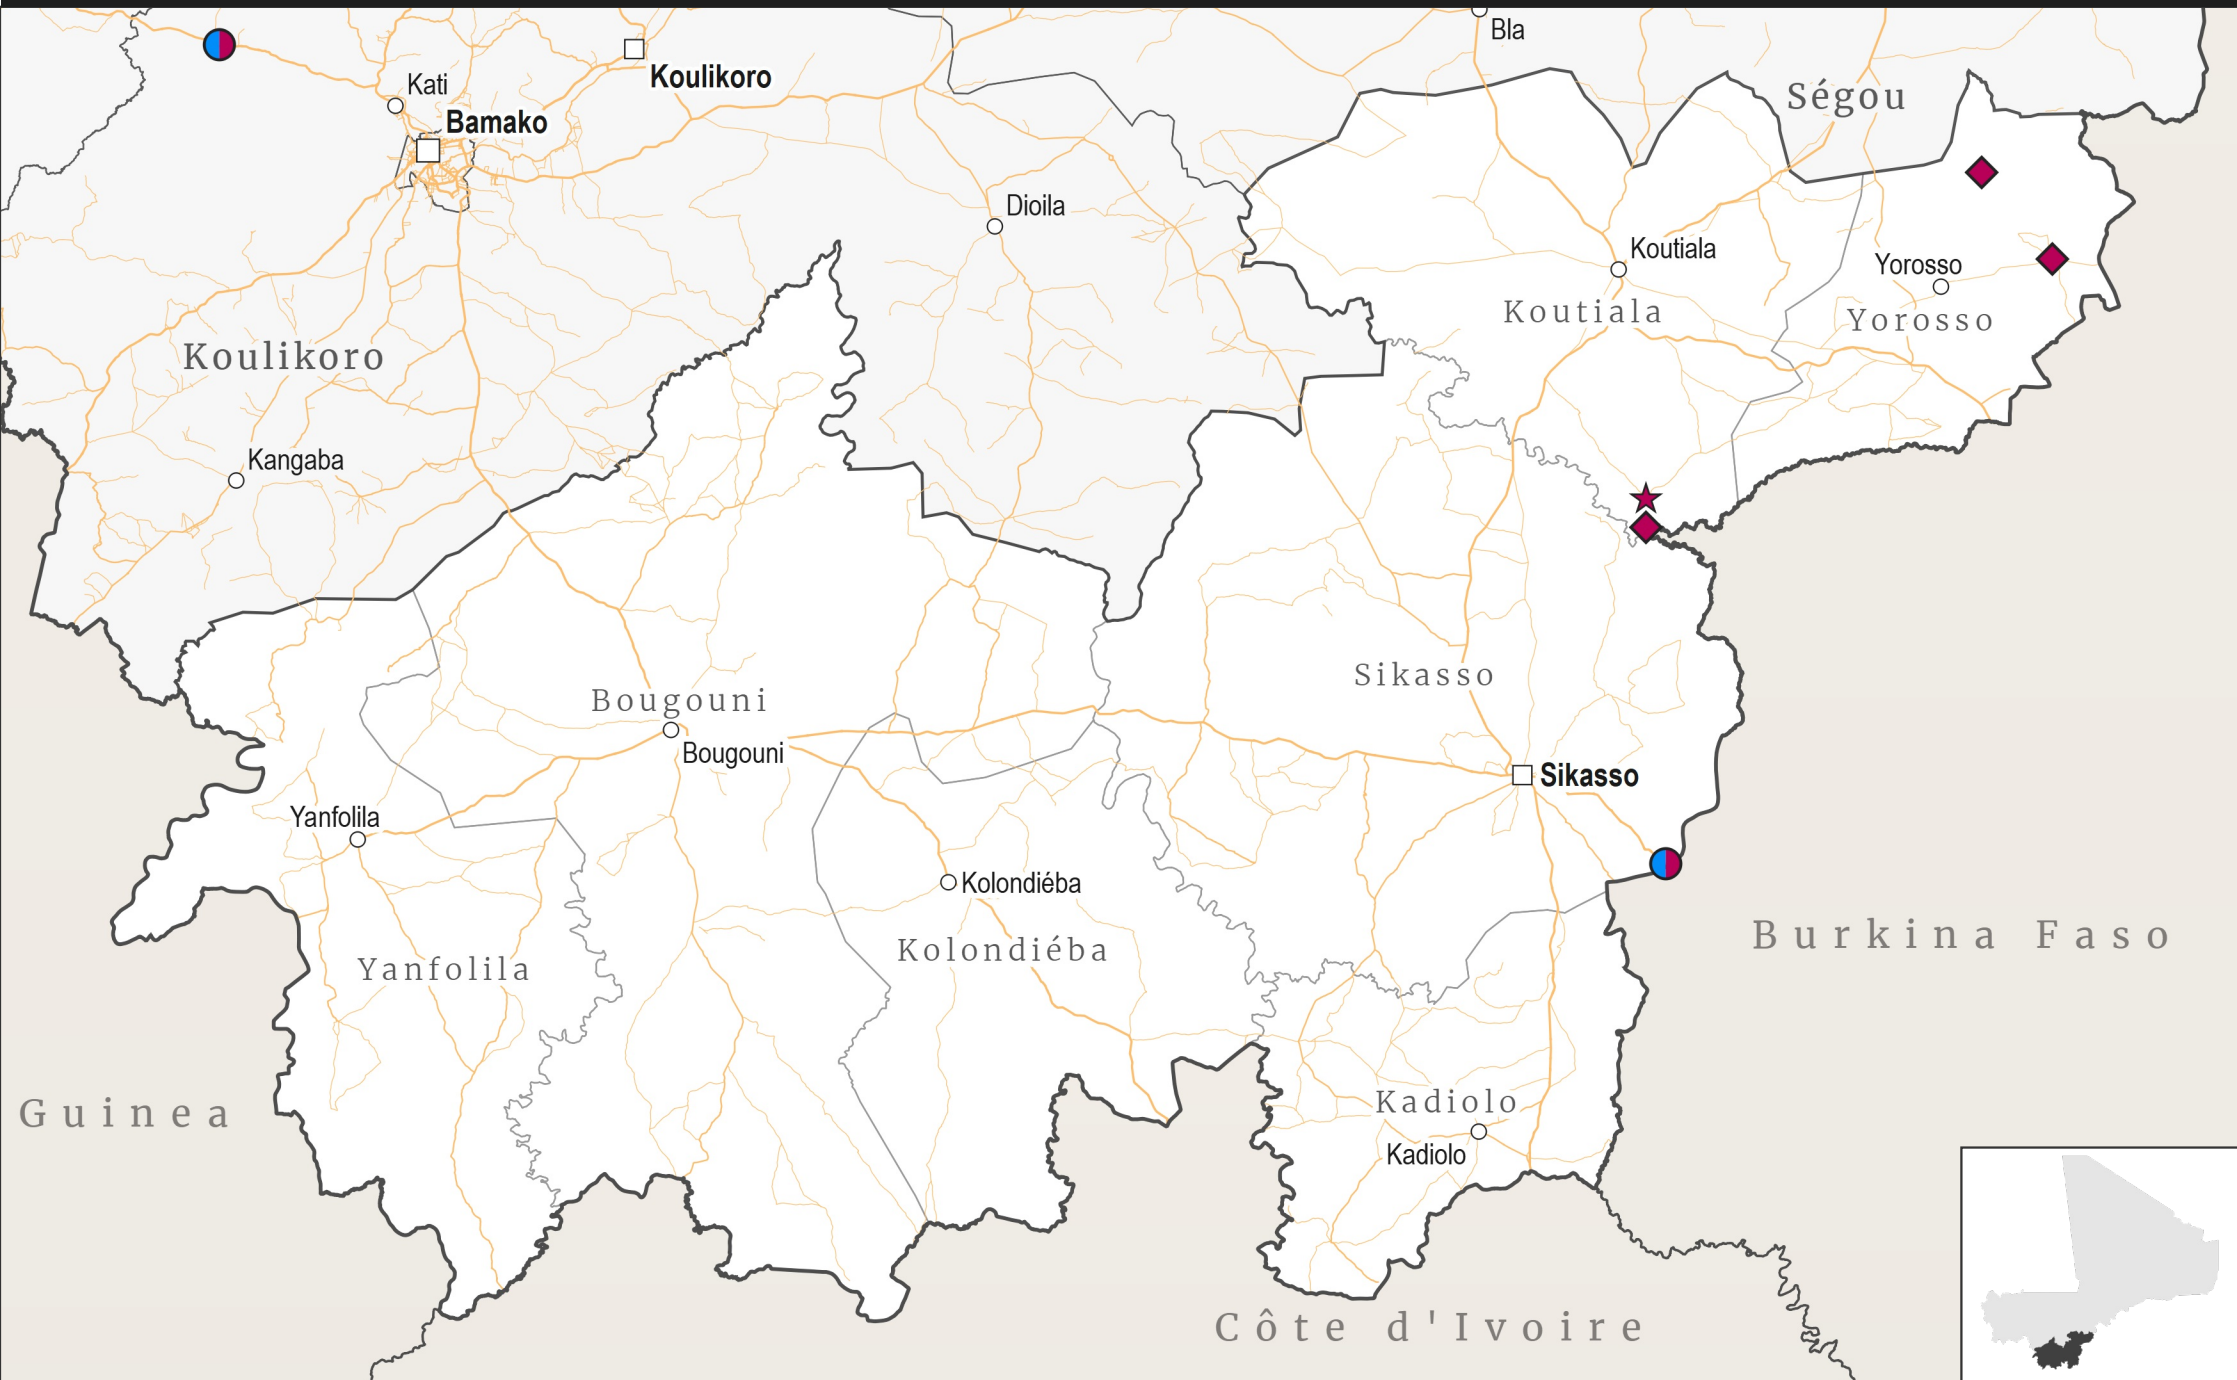 Bla
Kati
Koulikoro
Bamako
Ségou
Dioila
Koutiala
Yorosso
Koutiala
Yorosso
Koulikoro
Kangaba
Sikasso
Bougouni
Bougouni
Sikasso
Yanfolila
Kolondiéba
Burkina Faso
Kolondiéba
Yanfolila
Kadiolo
Guinea
Kadiolo
Côte d'Ivoire